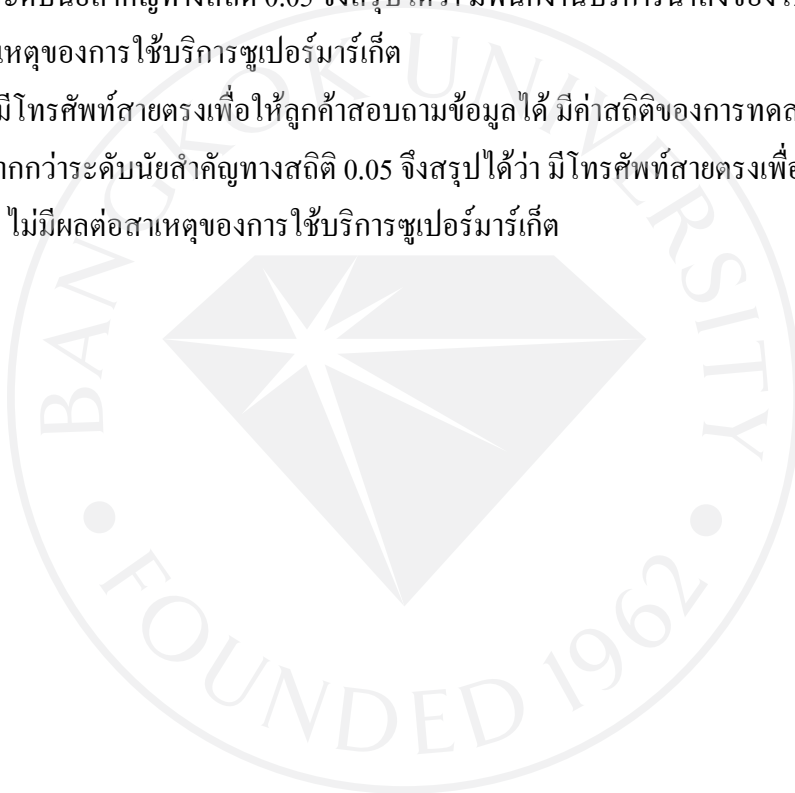 0.05
เหตุของการใช้บริการซูเปอร์มาร์เก็ต
มีโทรศัพท์สายตรงเพื่อให้ลูกค้าสอบถามข้อมูลได้ มีค่าสถิติของการทดส
ากกว่าระดับนัยสำคัญทางสถิติ 0.05 จึงสรุปได้ว่า มีโทรศัพท์สายตรงเพื่อ
ไม่มีผลต่อสาเหตุของการใช้บริการซูเปอร์มาร์เก็ต
BANGKOK UNIVERSITY
FOUNDED 1962